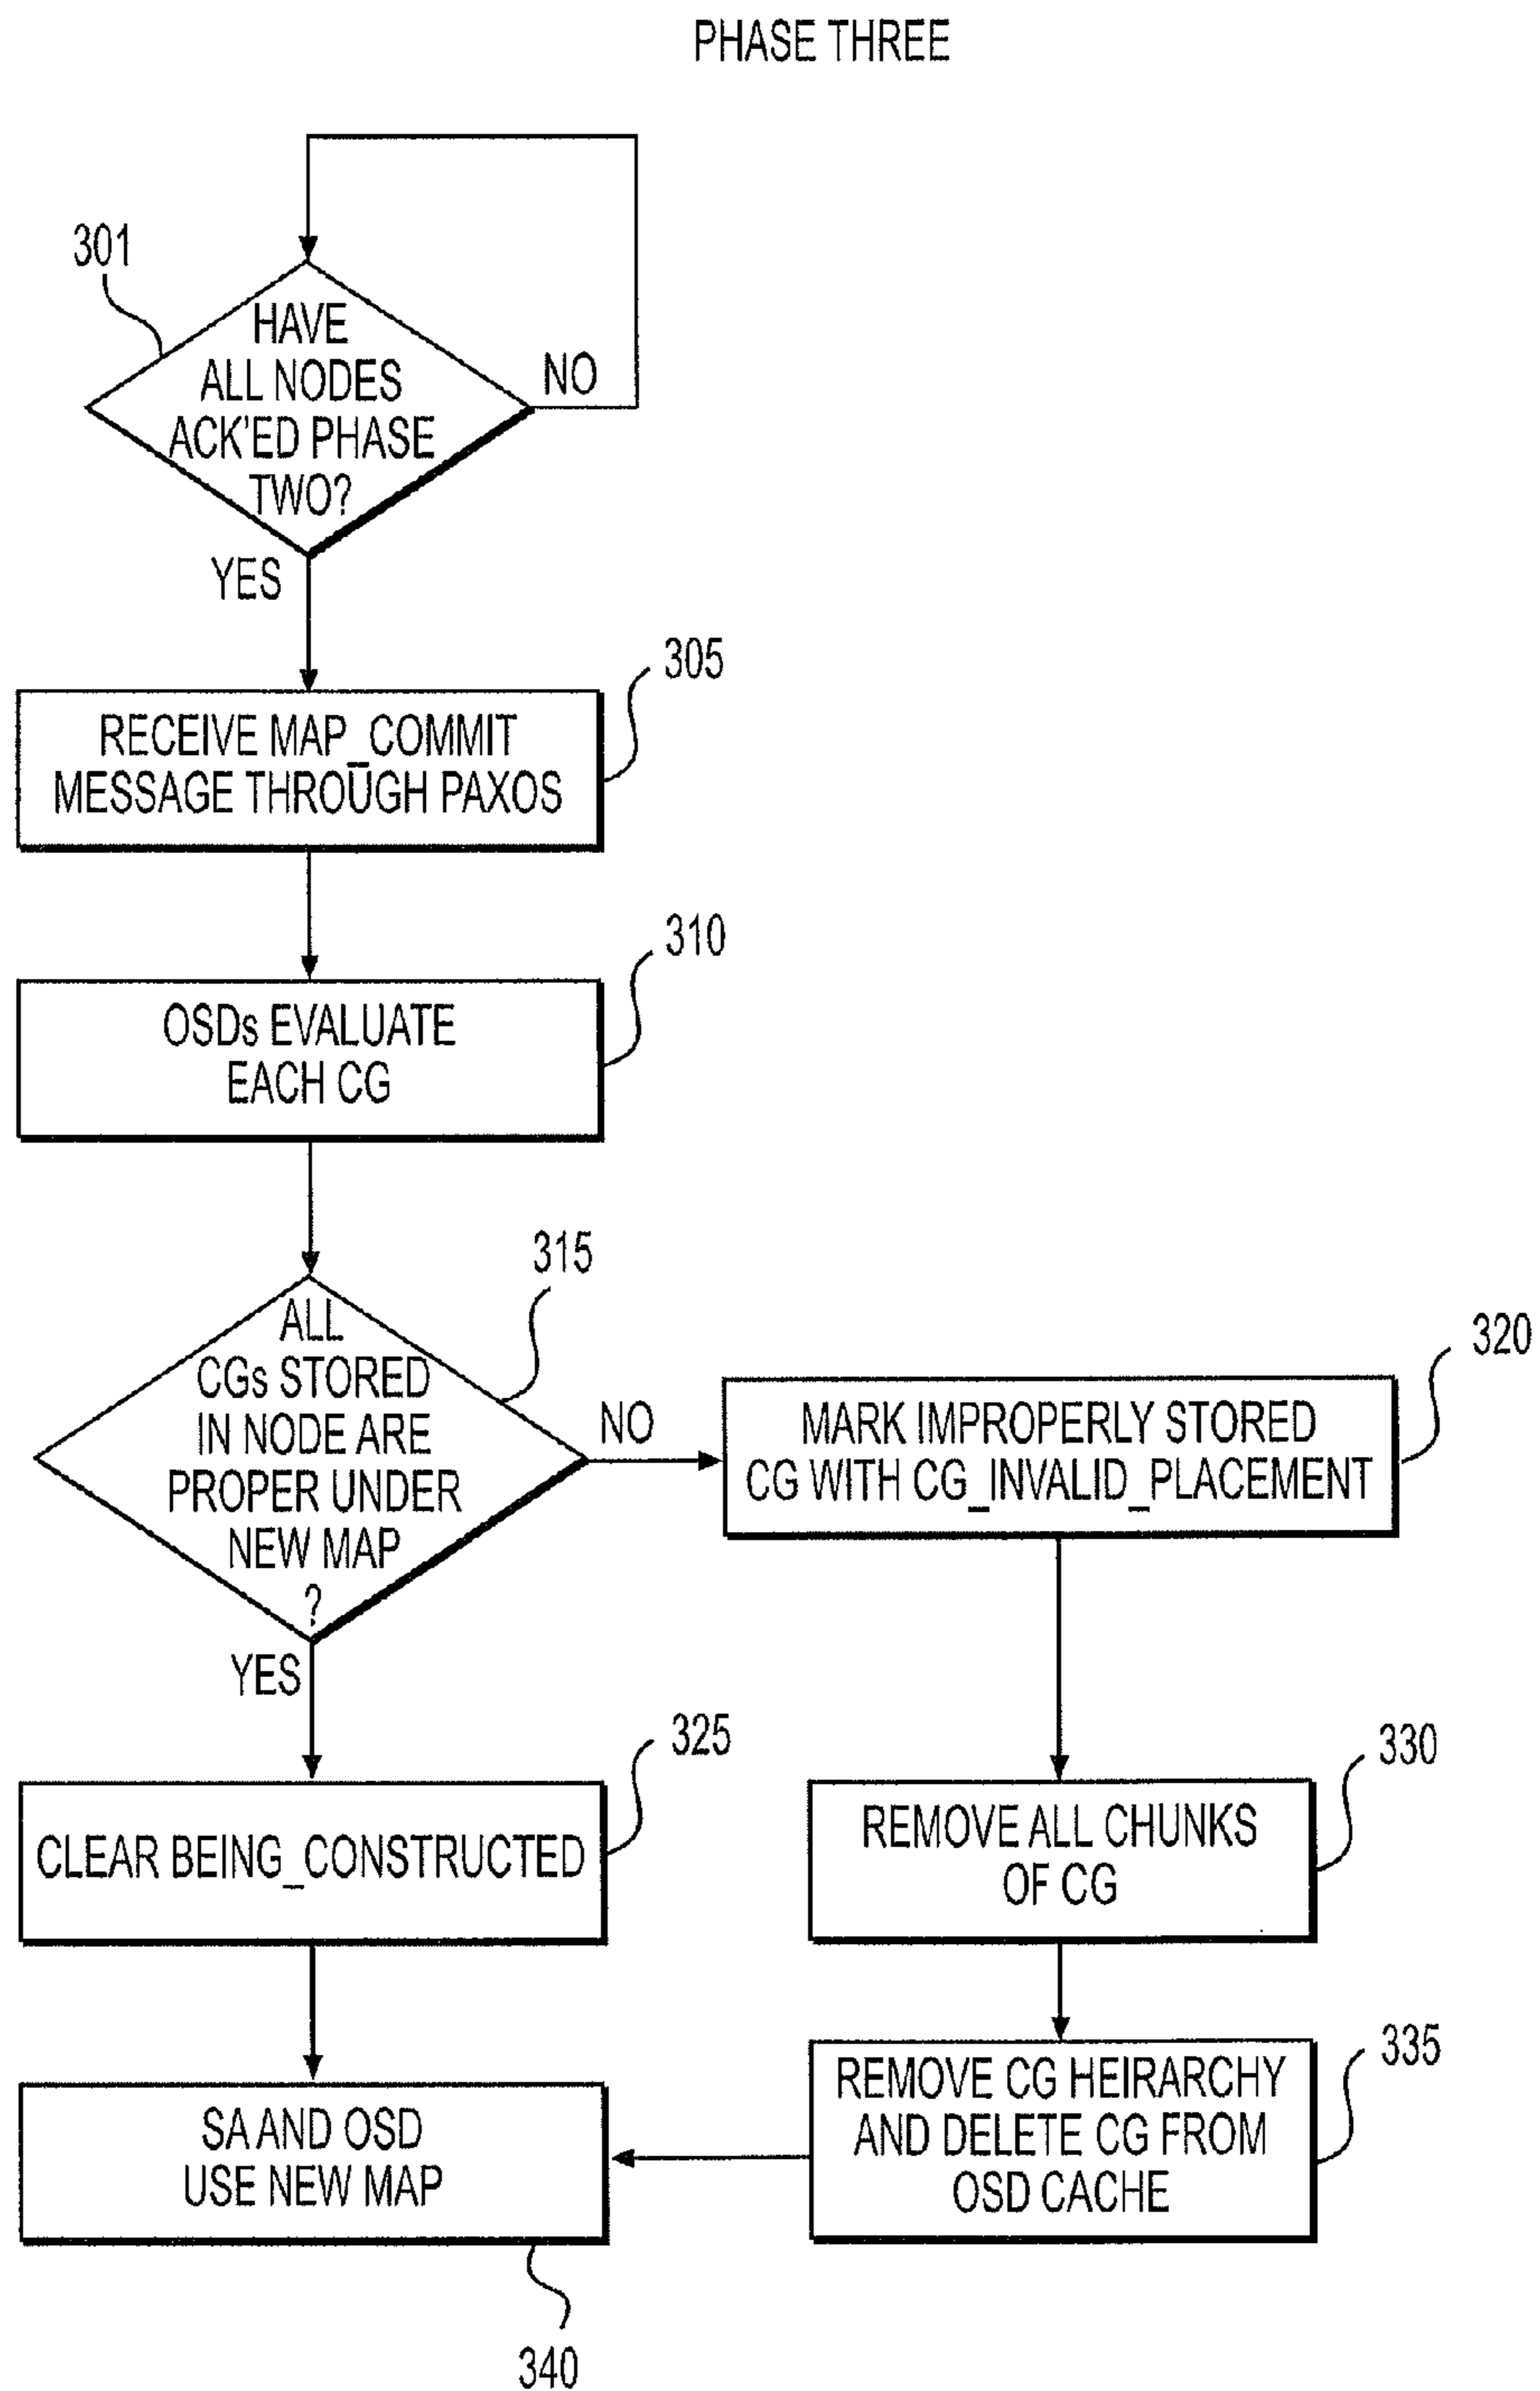 PHASE THREE
301
HAVE
ALL NODES
ACK'ED PHASE
TWO?
NO
YES
305
RECEIVE MAP_COMMIT
MESSAGE THROUGH PAXOS
310
OSDs EVALUATE
EACH CG
315
ALL
CGs STORED
IN NODE ARE
PROPER UNDER
NEW MAP
?
NO
YES
320
MARK IMPROPERLY STORED
CG WITH CG_INVALID_PLACEMENT
325
CLEAR BEING_CONSTRUCTED
330
REMOVE ALL CHUNKS
OF CG
335
REMOVE CG HEIRARCHY
AND DELETE CG FROM
OSD CACHE
SA AND OSD
USE NEW MAP
340